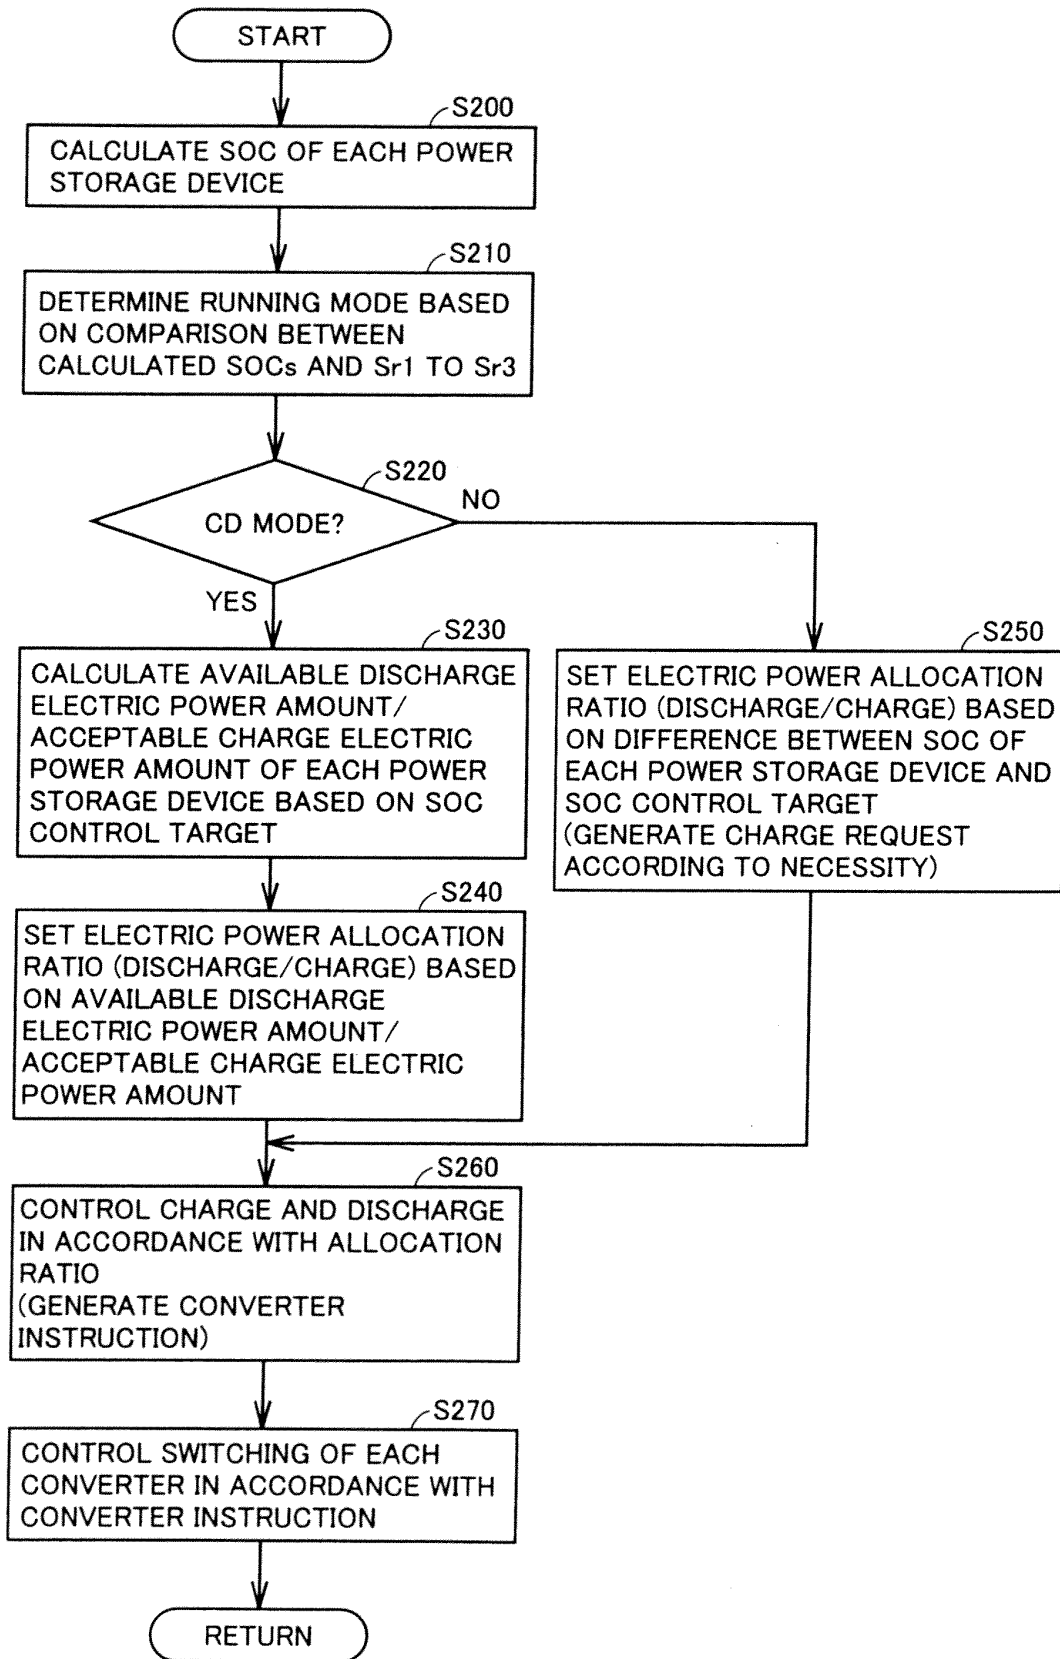 START
S200
CALCULATE SOC OF EACH POWER
STORAGE DEVICE
S210
DETERMINE RUNNING MODE BASED
ON COMPARISON BETWEEN
CALCULATED SOCs AND Sr1 TO Sr3
S220
CD MODE?
NO
YES
S230
CALCULATE AVAILABLE DISCHARGE
ELECTRIC POWER AMOUNT/
ACCEPTABLE CHARGE ELECTRIC
POWER AMOUNT OF EACH POWER
STORAGE DEVICE BASED ON SOC
CONTROL TARGET
S250
SET ELECTRIC POWER ALLOCATION
RATIO (DISCHARGE/CHARGE) BASED
ON DIFFERENCE BETWEEN SOC OF
EACH POWER STORAGE DEVICE AND
SOC CONTROL TARGET
(GENERATE CHARGE REQUEST
ACCORDING TO NECESSITY)
S240
SET ELECTRIC POWER ALLOCATION
RATIO (DISCHARGE/CHARGE) BASED
ON AVAILABLE DISCHARGE
ELECTRIC POWER AMOUNT/
ACCEPTABLE CHARGE ELECTRIC
POWER AMOUNT
S260
CONTROL CHARGE AND DISCHARGE
IN ACCORDANCE WITH ALLOCATION
RATIO
(GENERATE CONVERTER
INSTRUCTION)
S270
CONTROL SWITCHING OF EACH
CONVERTER IN ACCORDANCE WITH
CONVERTER INSTRUCTION
RETURN